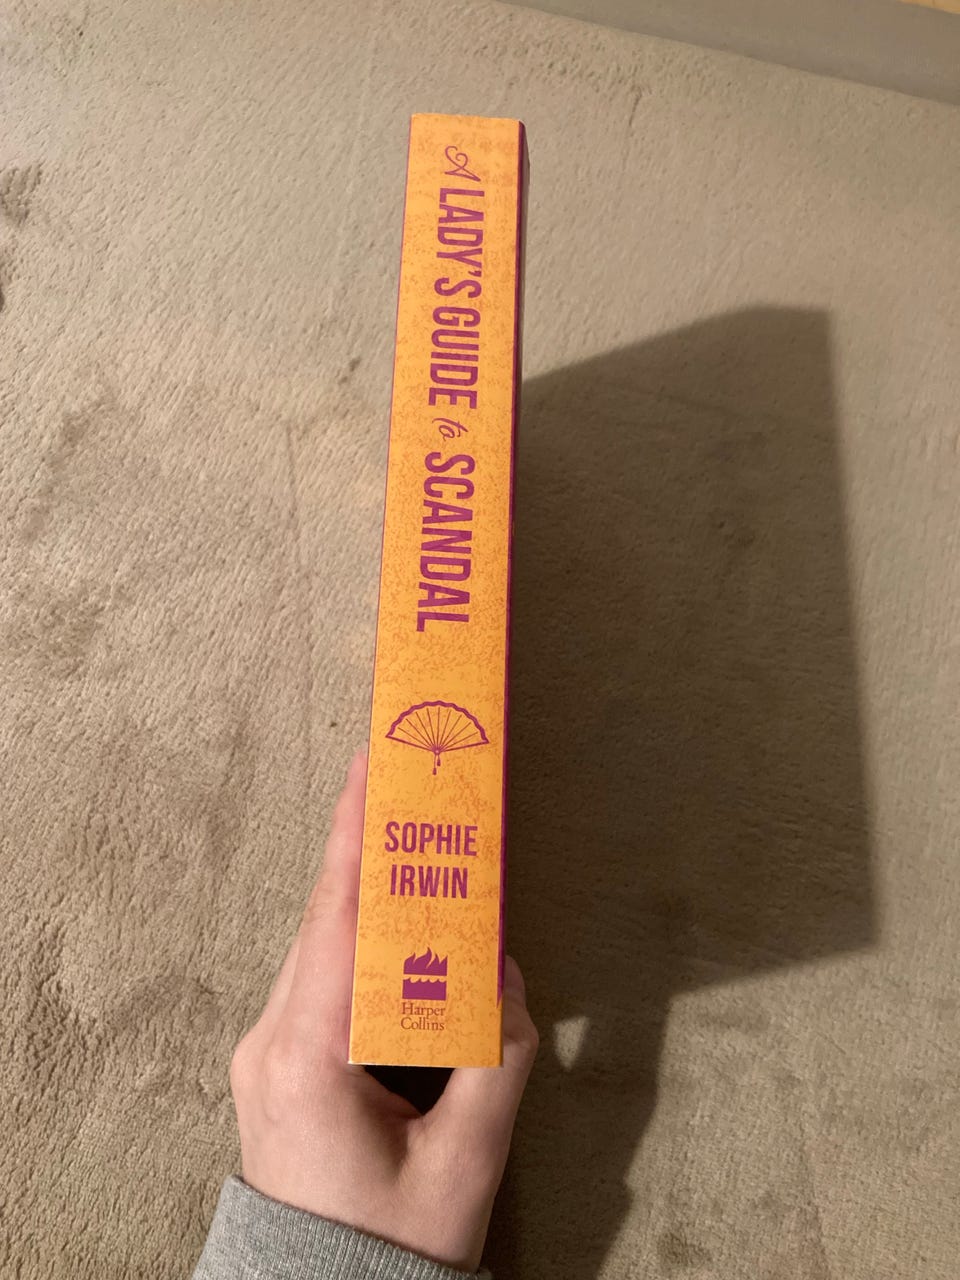 A LADY'S GUIDE to SCANDAL
SOPHIE
IRWIN
Harper
Collins